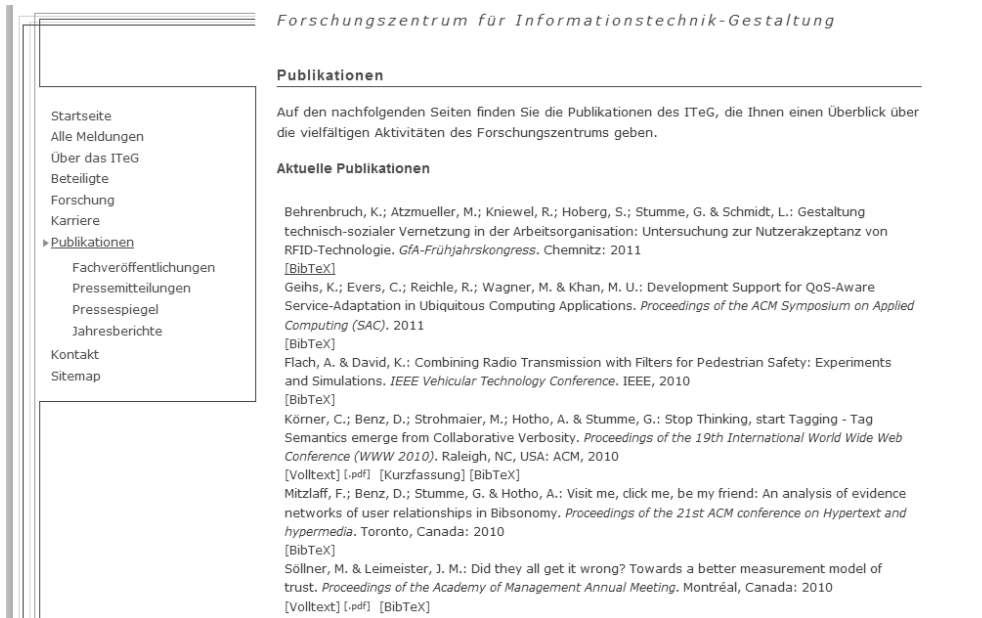 Forschungszentrum für Informationstechnik-Gestaltung
Startseite
Alle Meldungen
Über das ITeG
Beteiligte
Forschung
Karriere
Publikationen
Fachveröffentlichungen
Pressemitteilungen
Pressespiegel
Jahresberichte
Kontakt
Sitemap
Publikationen
Auf den nachfolgenden Seiten finden Sie die Publikationen des ITeG, die Ihnen einen Überblick über
die vielfältigen Aktivitäten des Forschungszentrums geben.
Aktuelle Publikationen
Behrenbruch, K.; Atzmueller, M.; Kniewel, R.; Hoberg, S.; Stumme, G. & Schmidt, L.: Gestaltung
technisch-sozialer Vernetzung in der Arbeitsorganisation: Untersuchung zur Nutzerakzeptanz von
RFID-Technologie. GfA-Frühjahrskongress. Chemnitz: 2011
[BibTeX]
Geihs, K.; Evers, C.; Reichle, R.; Wagner, M. & Khan, M. U.: Development Support for QoS-Aware
Service-Adaptation in Ubiquitous Computing Applications. Proceedings of the ACM Symposium on Applied
Computing (SAC). 2011
[BibTeX]
Flach, A. & David, K.: Combining Radio Transmission with Filters for Pedestrian Safety: Experiments
and Simulations. IEEE Vehicular Technology Conference. IEEE, 2010
[BibTeX]
Körner, C.; Benz, D.; Strohmaier, M.; Hotho, A. & Stumme, G.: Stop Thinking, start Tagging - Tag
Semantics emerge from Collaborative Verbosity. Proceedings of the 19th International World Wide Web
Conference (WWW 2010). Raleigh, NC, USA: ACM, 2010
[Volltext] [.pdf] [Kurzfassung] [BibTeX]
Mitzlaff, F.; Benz, D.; Stumme, G. & Hotho, A.: Visit me, click me, be my friend: An analysis of evidence
networks of user relationships in Bibsonomy. Proceedings of the 21st ACM conference on Hypertext and
hypermedia. Toronto, Canada: 2010
[BibTeX]
Söllner, M. & Leimeister, J. M.: Did they all get it wrong? Towards a better measurement model of
trust. Proceedings of the Academy of Management Annual Meeting. Montréal, Canada: 2010
[Volltext] [.pdf] [BibTeX]